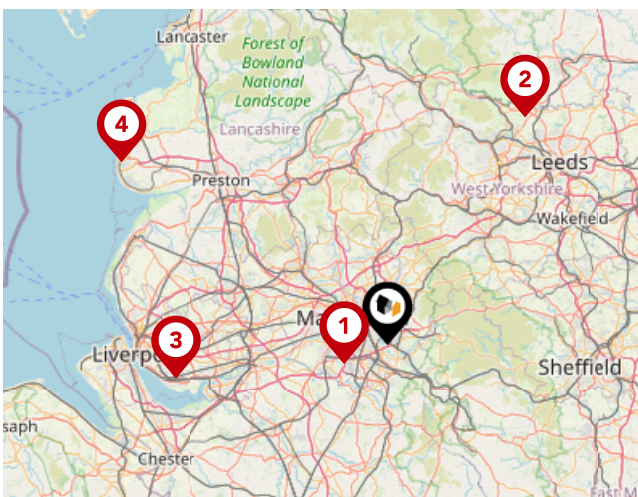 Lancaster
Forest of
Bowland
National
Landscape
2
4
Lancashire
Leeds
Preston
West Yorkshire
Wakefield
Ma
1
3
Liverpo
Sheffield
saph
Chester
East M